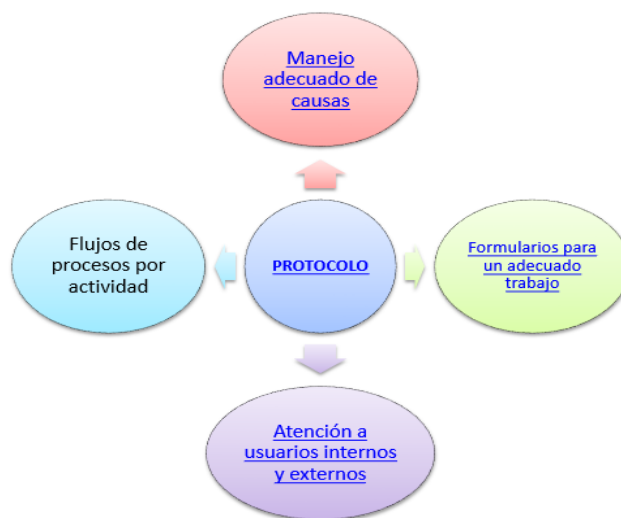 Manejo
adecuado de
causas
Flujos de
procesos por
actividad
PROTOCOLO
Formularios para
un adecuado
trabajo
Atención a
usuarios internos
y externos